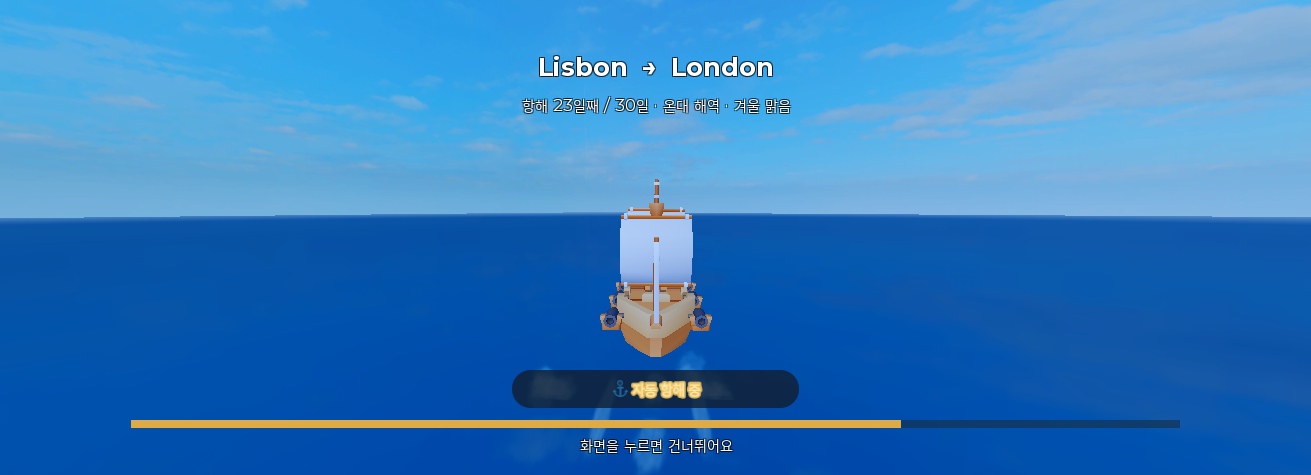 Lisbon → London
항해 23일째 / 30일 · 온대 해역 · 겨울 맑음
⚓ 자동 항해 중
화면을 누르면 건너뛰어요